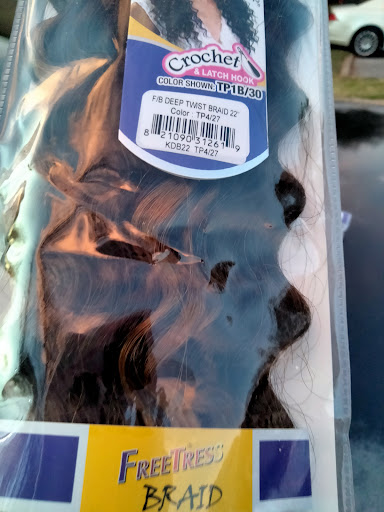 Crochet
& LATCH HOOK
COLOR SHOWN: TP1B/30
F/B DEEP TWIST BRAID 22"
Color : TP4/27
8 21090 31261 9
KDB22 TP4/27
FREETRESS
BRAID